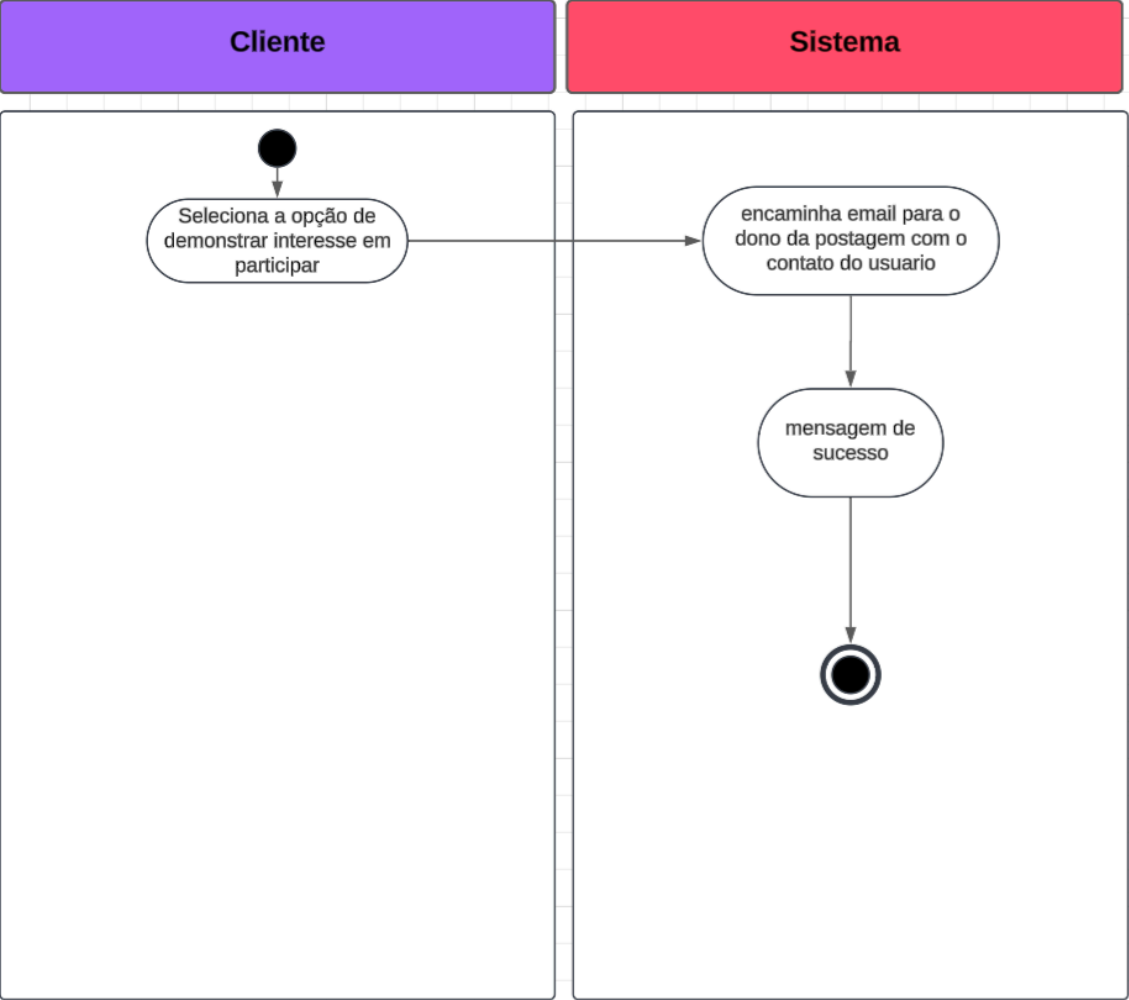 Cliente
Sistema
Seleciona a opção de
demonstrar interesse em
participar
encaminha email para o
dono da postagem com o
contato do usuario
mensagem de
sucesso